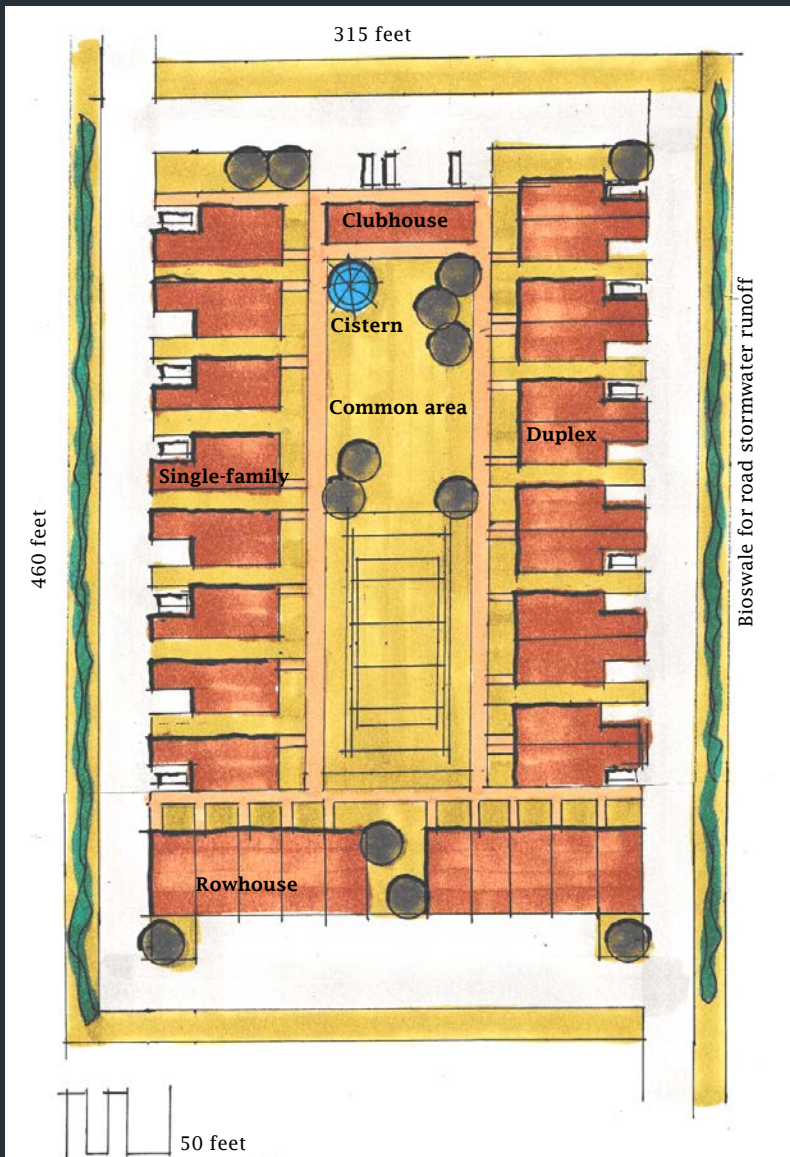 315 feet
Clubhouse
Cistern
Common area
Duplex
Single-family
460 feet
Bioswale for road stormwater runoff
Rowhouse
50 feet